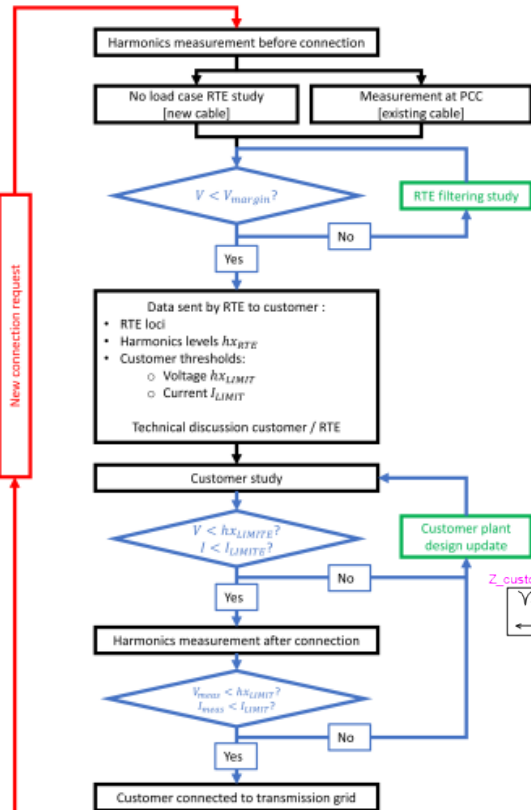 Harmonics measurement before connection
No load case RTE study
[new cable]
Measurement at PCC
[existing cable]
V < V_margin?
RTE filtering study
No
Yes
New connection request
Data sent by RTE to customer :
• RTE loci
• Harmonics levels hx_RTE
• Customer thresholds:
o Voltage hx_LIMIT
o Current I_LIMIT
Technical discussion customer / RTE
Customer study
V < hx_LIMITE?
I < I_LIMITE?
Customer plant
design update
No
Yes
Z_custo
Harmonics measurement after connection
V_meas < hx_LIMIT?
I_meas < I_LIMIT?
No
Yes
Customer connected to transmission grid